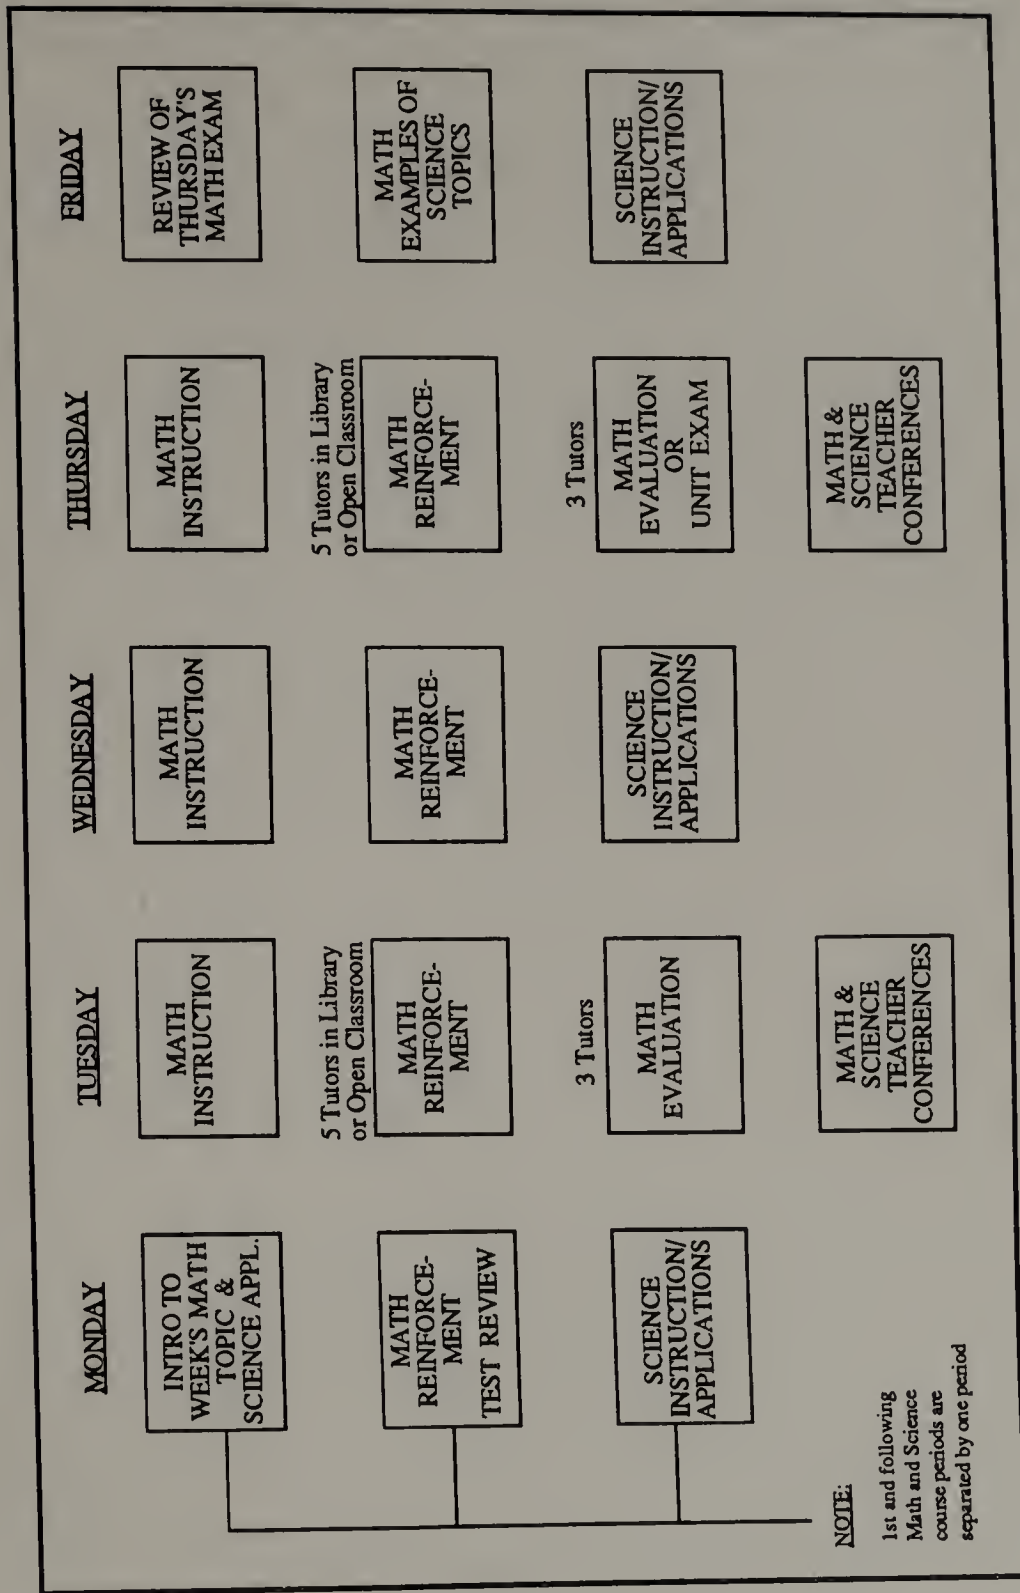 MONDAY
TUESDAY
WEDNESDAY
THURSDAY
FRIDAY
INTRO TO
WEEK'S MATH
TOPIC &
SCIENCE APPL.
MATH
INSTRUCTION
MATH
INSTRUCTION
MATH
INSTRUCTION
REVIEW OF
THURSDAY'S
MATH EXAM
MATH
REINFORCE-
MENT
TEST REVIEW
5 Tutors in Library
or Open Classroom
MATH
REINFORCE-
MENT
MATH
REINFORCE-
MENT
5 Tutors in Library
or Open Classroom
MATH
REINFORCE-
MENT
MATH
EXAMPLES OF
SCIENCE
TOPICS
SCIENCE
INSTRUCTION/
APPLICATIONS
3 Tutors
MATH
EVALUATION
SCIENCE
INSTRUCTION/
APPLICATIONS
3 Tutors
MATH
EVALUATION
OR
UNIT EXAM
SCIENCE
INSTRUCTION/
APPLICATIONS
MATH &
SCIENCE
TEACHER
CONFERENCES
MATH &
SCIENCE
TEACHER
CONFERENCES
NOTE:
1st and following
Math and Science
course periods are
separated by one period